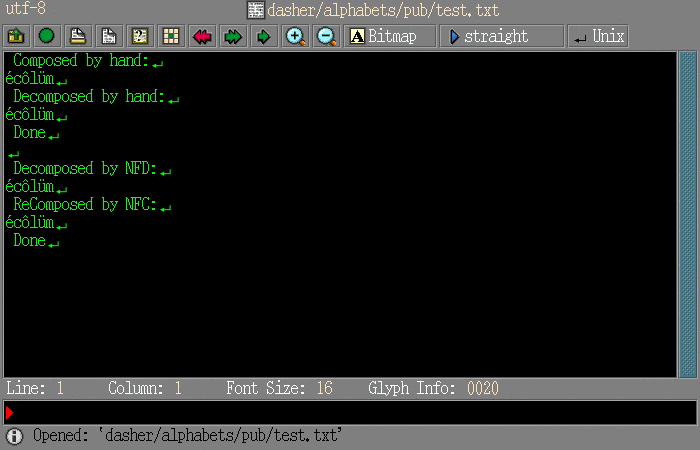 utf-8
dasher/alphabets/pub/test.txt
A Bitmap straight Unix
Composed by hand:↵
écôlüm↵
Decomposed by hand:↵
écôlüm↵
Done↵
↵
Decomposed by NFD:↵
écôlüm↵
ReComposed by NFC:↵
écôlüm↵
Done↵
Line: 1 Column: 1 Font Size: 16 Glyph Info: 0020
Opened: ‘dasher/alphabets/pub/test.txt’